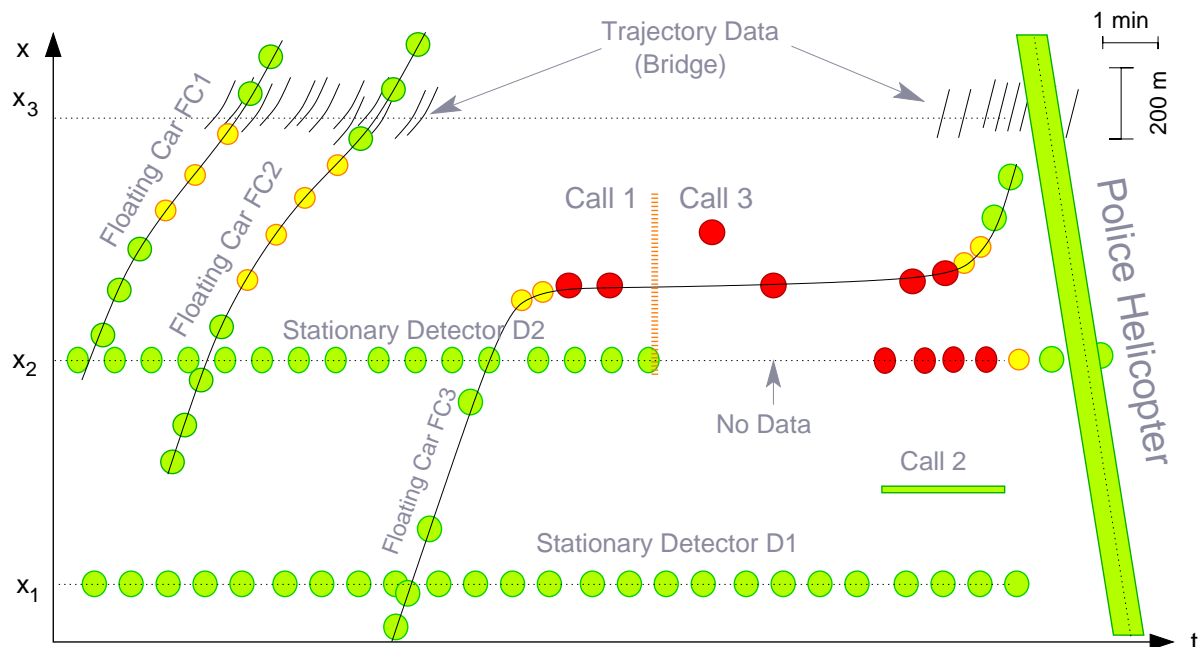 1 min
200 m
x
x3
x2
x1
t
Trajectory Data
(Bridge)
Floating Car FC1
Floating Car FC2
Floating Car FC3
Call 1
Call 3
Stationary Detector D2
No Data
Call 2
Stationary Detector D1
Police Helicopter